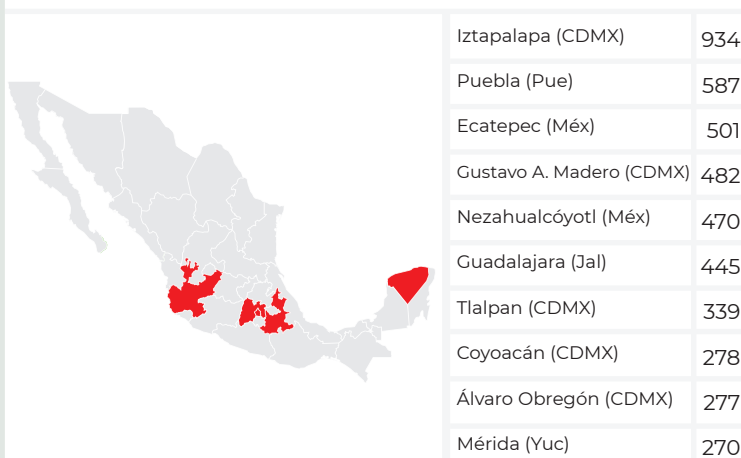 Iztapalapa (CDMX) 934
Puebla (Pue) 587
Ecatepec (Méx) 501
Gustavo A. Madero (CDMX) 482
Nezahualcóyotl (Méx) 470
Guadalajara (Jal) 445
Tlalpan (CDMX) 339
Coyoacán (CDMX) 278
Álvaro Obregón (CDMX) 277
Mérida (Yuc) 270